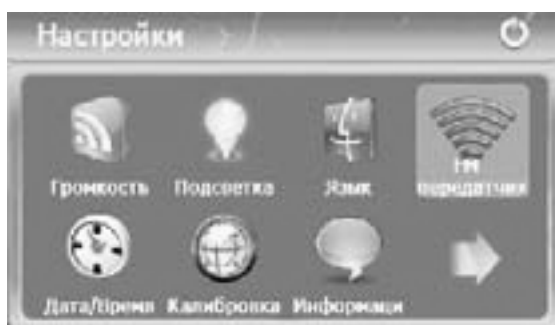 Настройки
Громкость Подсветка Язык FM
передатчик
Дата/Время Калибровка Информаци